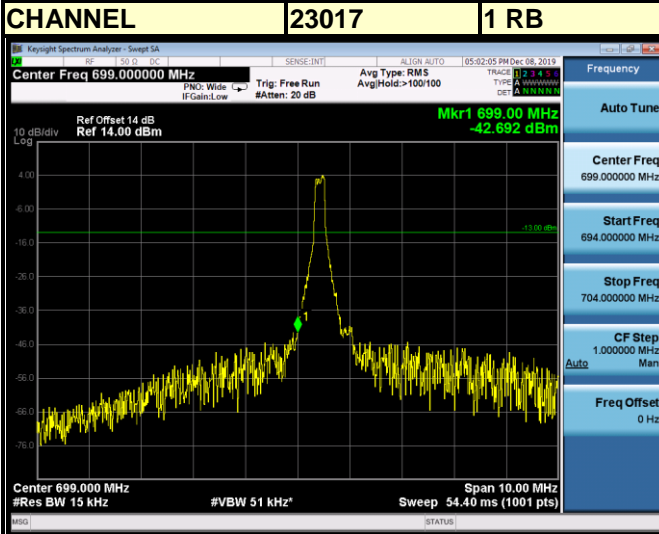 CHANNEL 23017 1 RB
Keysight Spectrum Analyzer - Swept SA
RF 50 Ω DC SENSE:INT ALIGN AUTO 05:02:05 PM Dec 08, 2019
Center Freq 699.000000 MHz
PNO: Wide
IFGain:Low
Trig: Free Run
#Atten: 20 dB
Avg Type: RMS
Avg|Hold:>100/100
TRACE 1 2 3 4 5 6
TYPE A WWWWW
DET A N N N N N
Ref Offset 14 dB
Ref 14.00 dBm
10 dB/div
Log
Mkr1 699.00 MHz
-42.692 dBm
4.00
-6.00
-16.0
-26.0
-36.0
-46.0
-56.0
-66.0
-76.0
-13.00 dBm
1
Center 699.000 MHz
#Res BW 15 kHz
#VBW 51 kHz*
Span 10.00 MHz
Sweep 54.40 ms (1001 pts)
MSG STATUS
Frequency
Auto Tune
Center Freq
699.000000 MHz
Start Freq
694.000000 MHz
Stop Freq
704.000000 MHz
CF Step
1.000000 MHz
Auto Man
Freq Offset
0 Hz